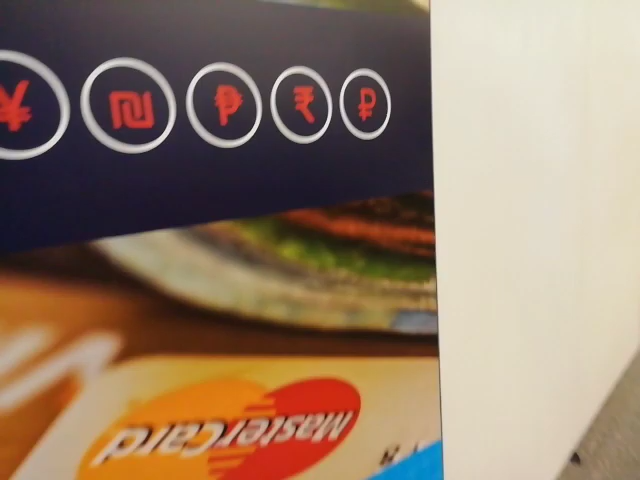 ¥ ₪ ₱ ₹ ₽
MasterCard